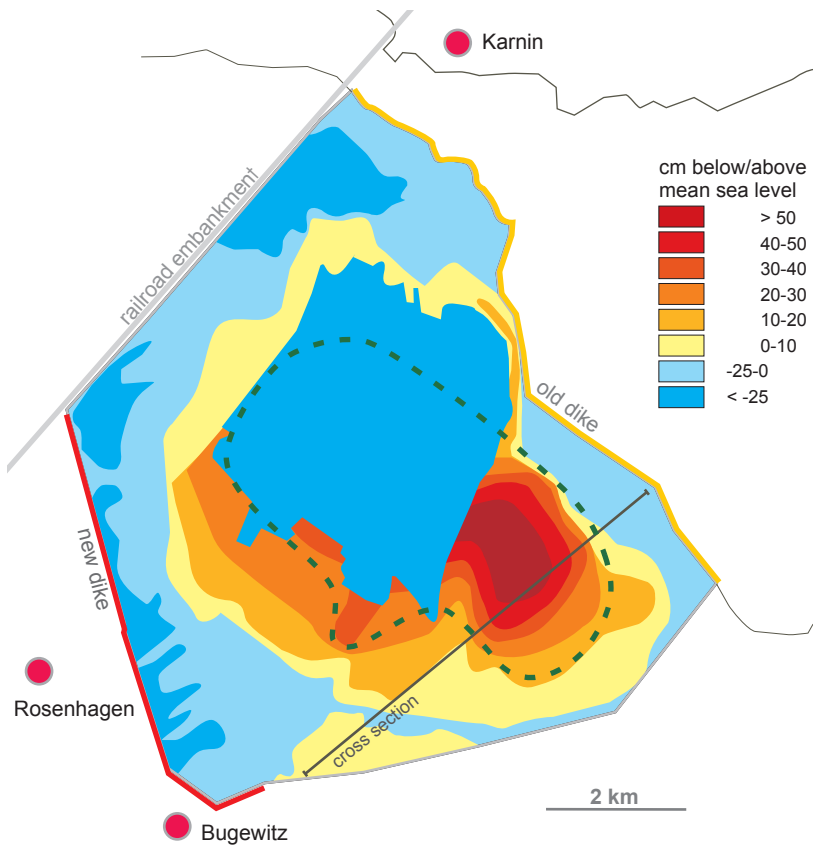 Karnin
cm below/above
mean sea level
> 50
40-50
30-40
20-30
10-20
0-10
-25-0
< -25
railroad embankment
old dike
new dike
Rosenhagen
cross section
2 km
Bugewitz